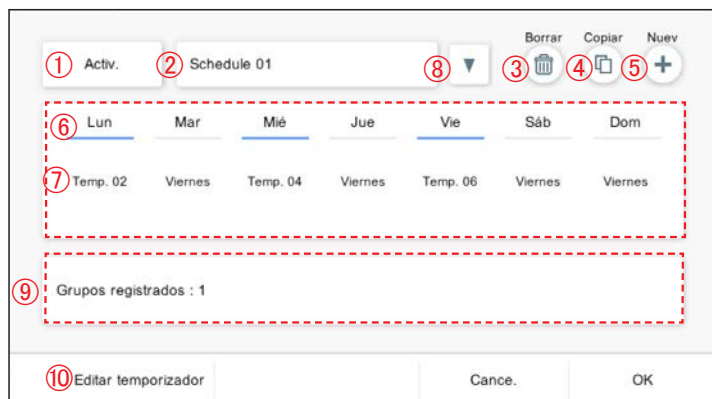 Borrar Copiar Nuev
① Activ. ② Schedule 01 ⑧ ▼ ③ ④ ⑤ +
⑥ Lun Mar Mié Jue Vie Sáb Dom
⑦ Temp. 02 Viernes Temp. 04 Viernes Temp. 06 Viernes Viernes
⑨ Grupos registrados : 1
⑩ Editar temporizador Cance. OK